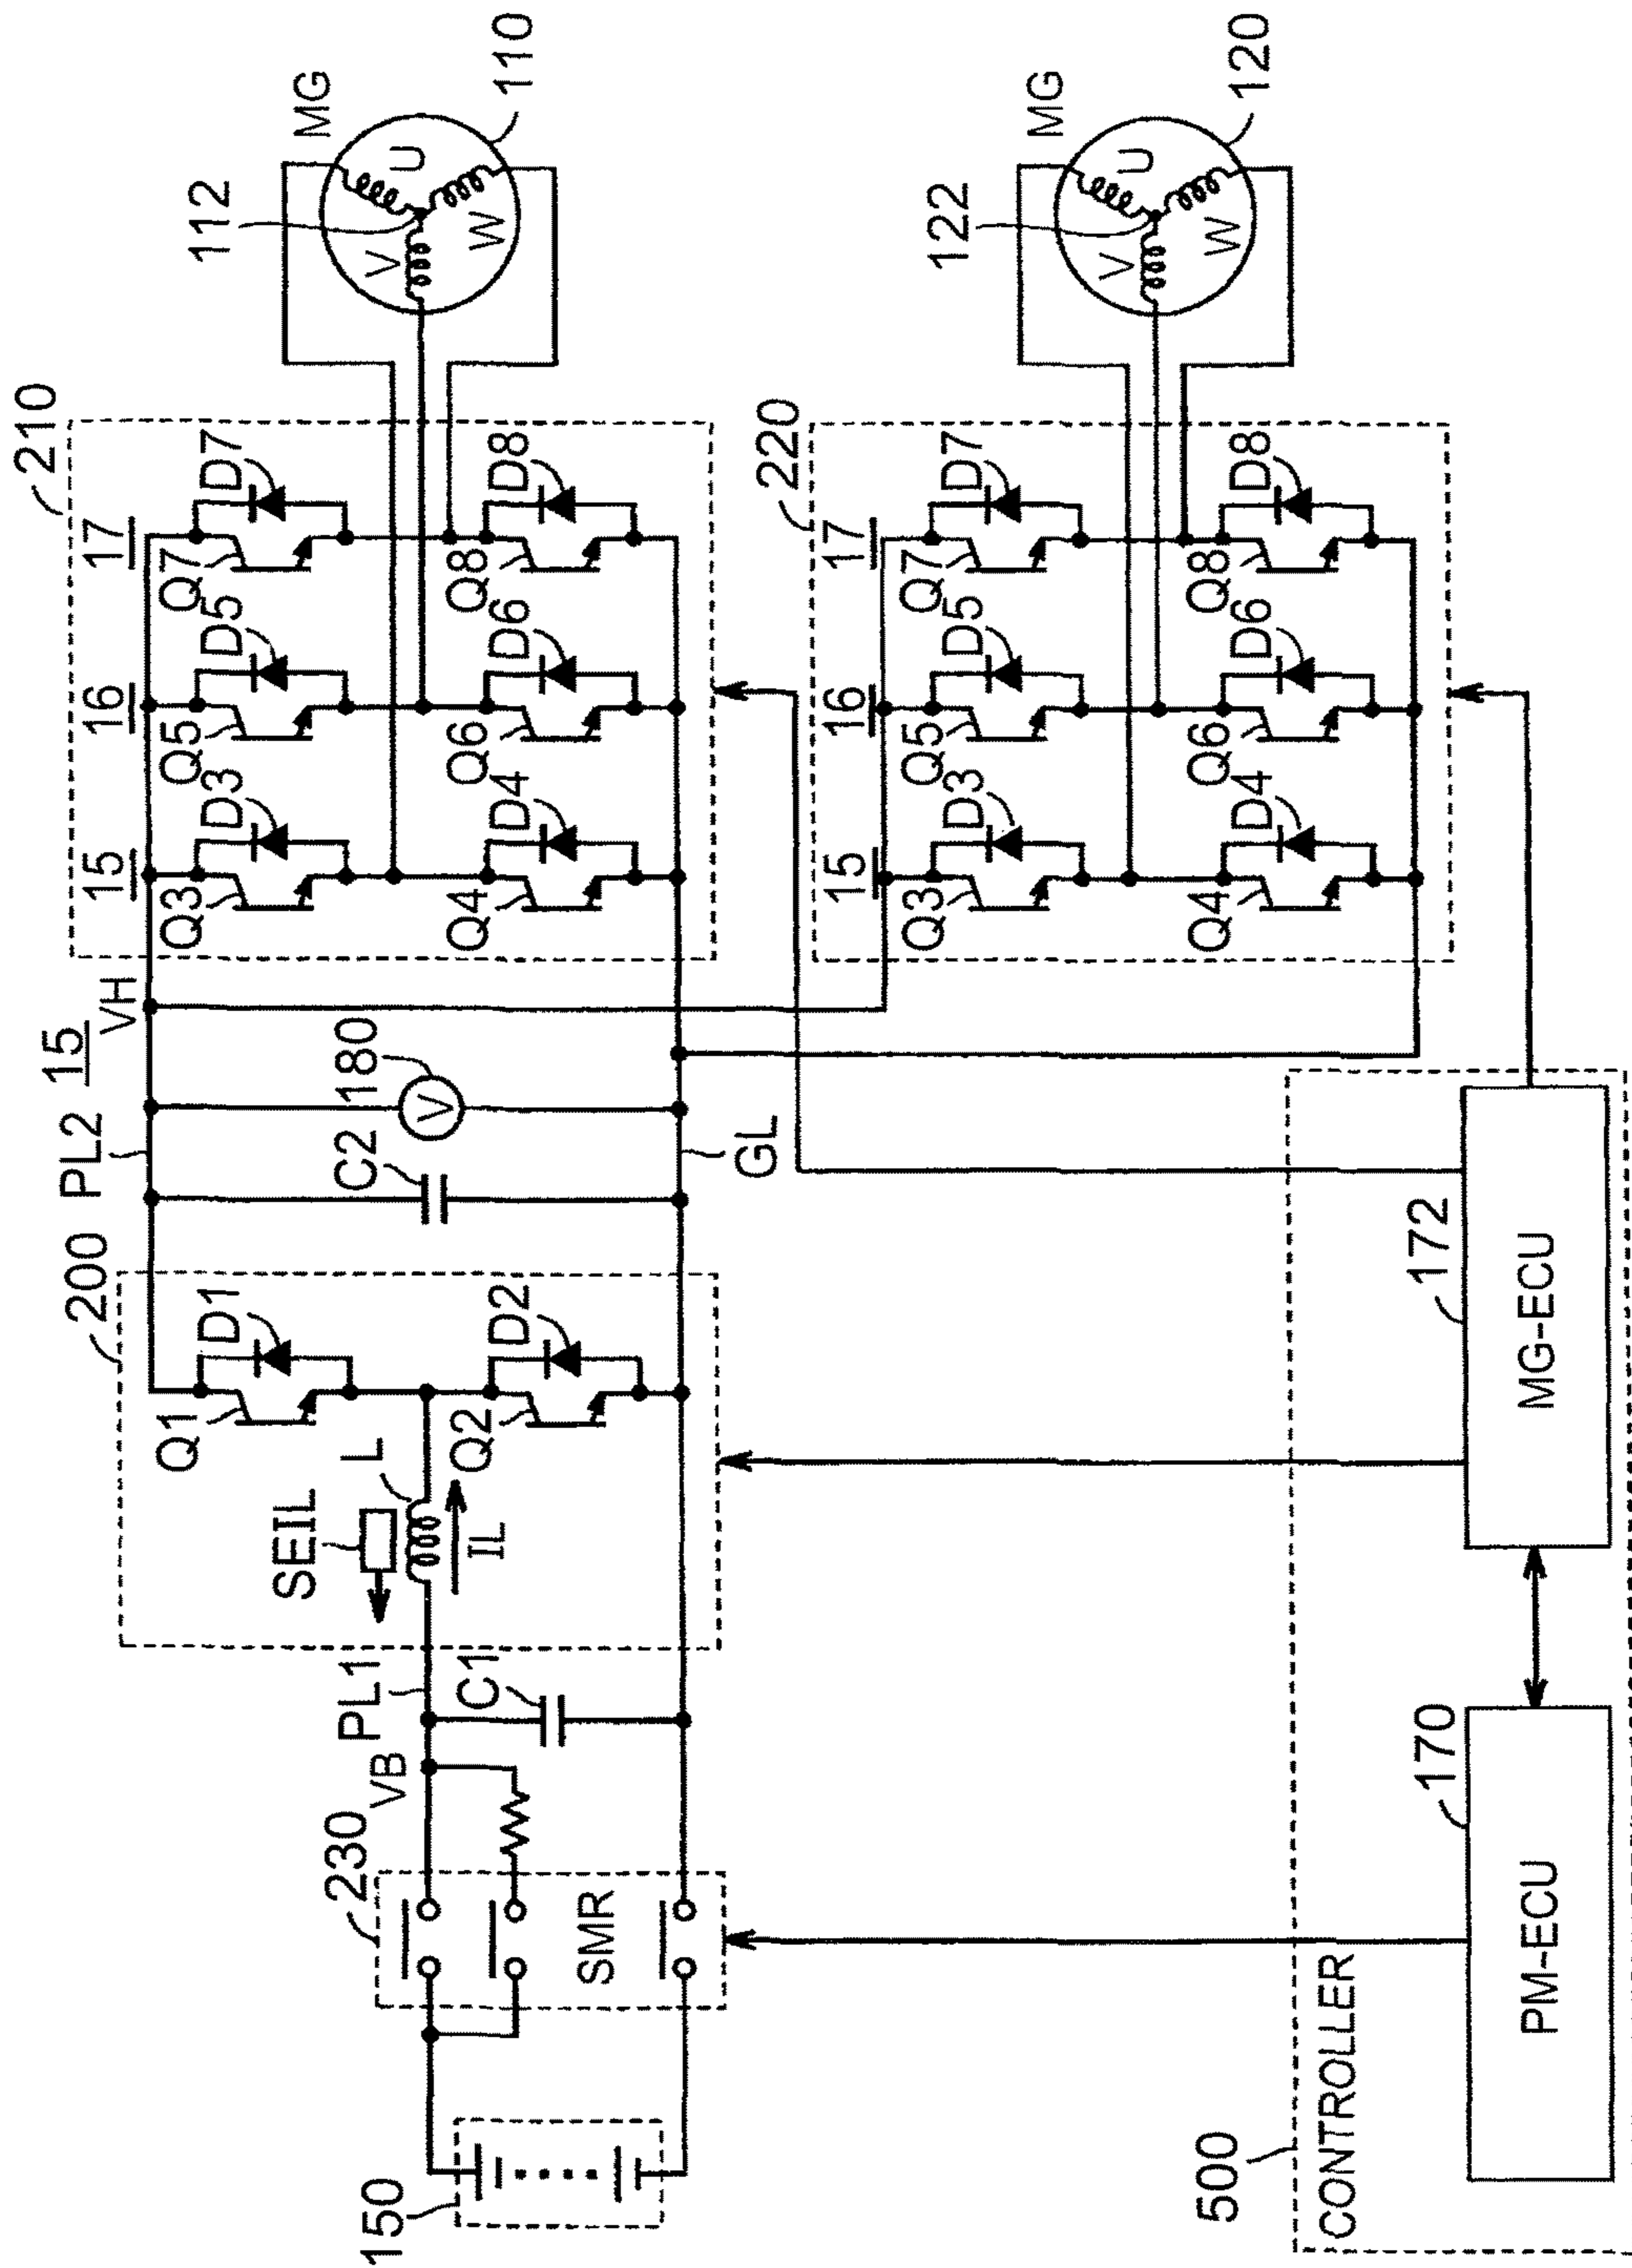 15
PL2
VH
200
Q1
D1
SEIL
L
IL
Q2
D2
C2
180
V
GL
150
230
VB
PL1
C1
SMR
210
15
16
17
Q3
D3
Q5
D5
Q7
D7
Q4
D4
Q6
D6
Q8
D8
112
MG
U
V
W
110
220
15
16
17
Q3
D3
Q5
D5
Q7
D7
Q4
D4
Q6
D6
Q8
D8
122
MG
U
V
W
120
500
CONTROLLER
170
PM-ECU
172
MG-ECU